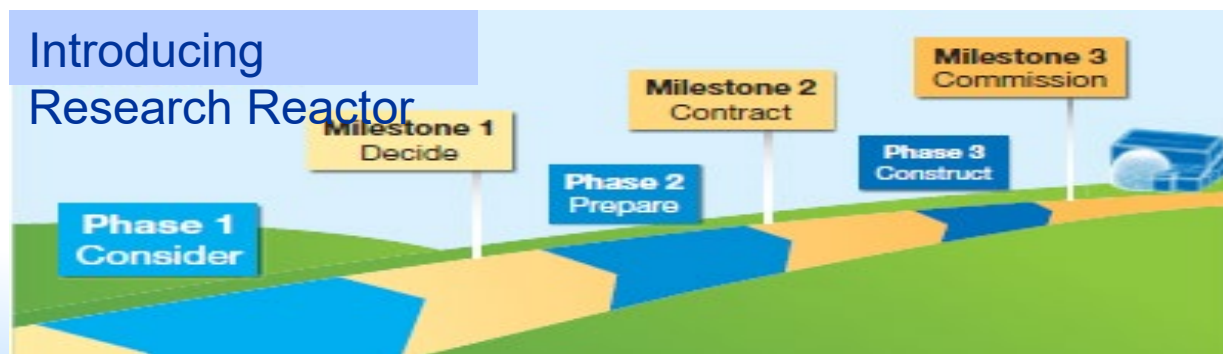 Introducing
Research Reactor
Phase 1
Consider
Milestone 1
Decide
Phase 2
Prepare
Milestone 2
Contract
Phase 3
Construct
Milestone 3
Commission